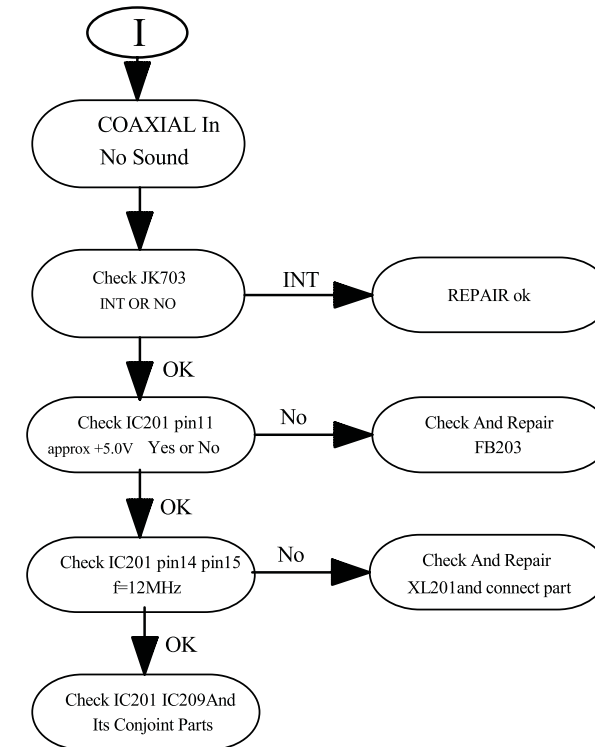 I
COAXIAL In
No Sound
Check JK703
INT OR NO
INT
REPAIR ok
OK
Check IC201 pin11
approx +5.0V Yes or No
No
Check And Repair
FB203
OK
Check IC201 pin14 pin15
f=12MHz
No
Check And Repair
XL201and connect part
OK
Check IC201 IC209And
Its Conjoint Parts